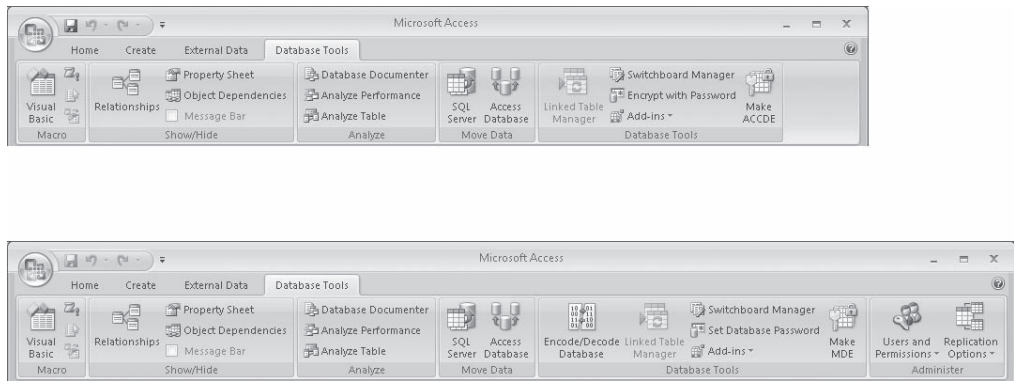 Microsoft Access
Home Create External Data Database Tools
Visual Basic
Macro
Relationships
Property Sheet
Object Dependencies
Message Bar
Show/Hide
Database Documenter
Analyze Performance
Analyze Table
Analyze
SQL Server
Access Database
Move Data
Linked Table Manager
Switchboard Manager
Encrypt with Password
Add-ins
Make ACCDE
Database Tools
Microsoft Access
Home Create External Data Database Tools
Visual Basic
Macro
Relationships
Property Sheet
Object Dependencies
Message Bar
Show/Hide
Database Documenter
Analyze Performance
Analyze Table
Analyze
SQL Server
Access Database
Move Data
Encode/Decode Database
Linked Table Manager
Switchboard Manager
Set Database Password
Add-ins
Make MDE
Database Tools
Users and Permissions
Replication Options
Administer